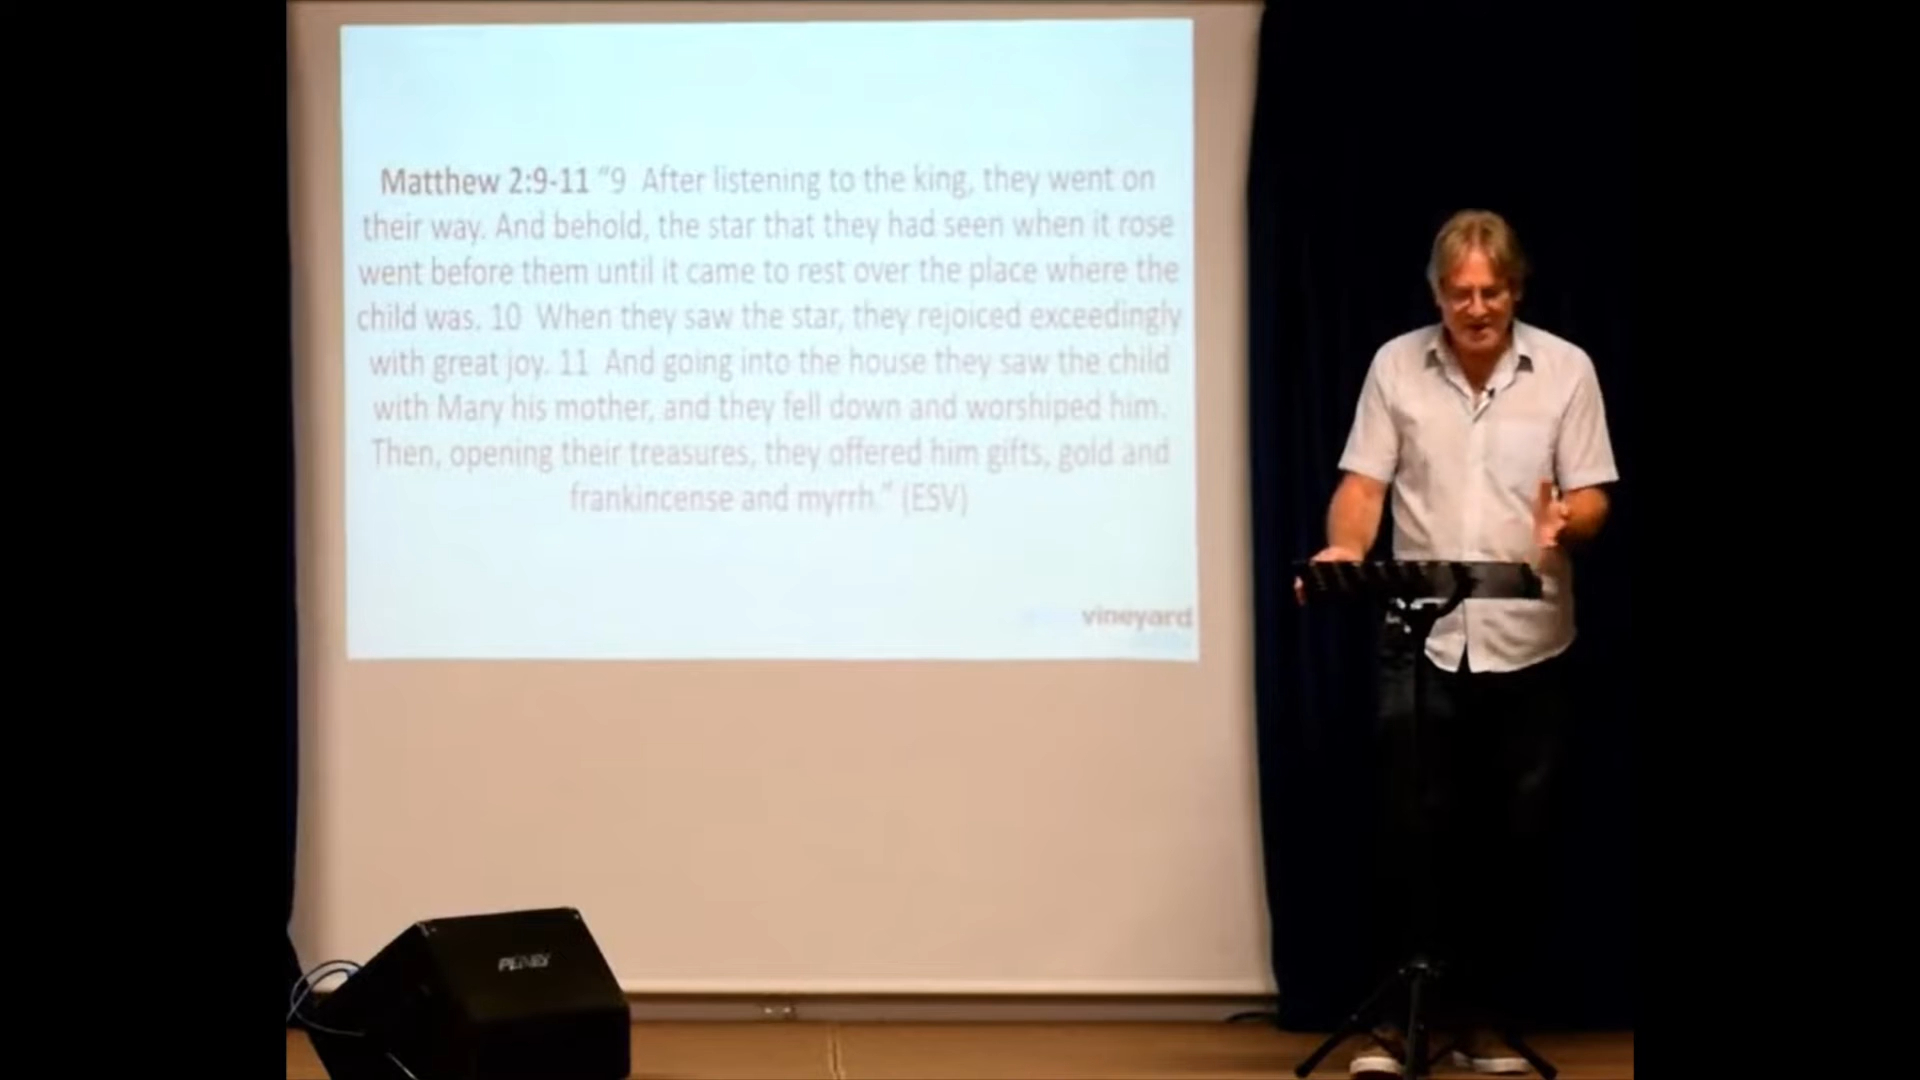 Matthew 2:9-11 "9 After listening to the king, they went on
their way. And behold, the star that they had seen when it rose
went before them until it came to rest over the place where the
child was. 10 When they saw the star, they rejoiced exceedingly
with great joy. 11 And going into the house they saw the child
with Mary his mother, and they fell down and worshiped him.
Then, opening their treasures, they offered him gifts, gold and
frankincense and myrrh." (ESV)
vineyard
PEAVEY